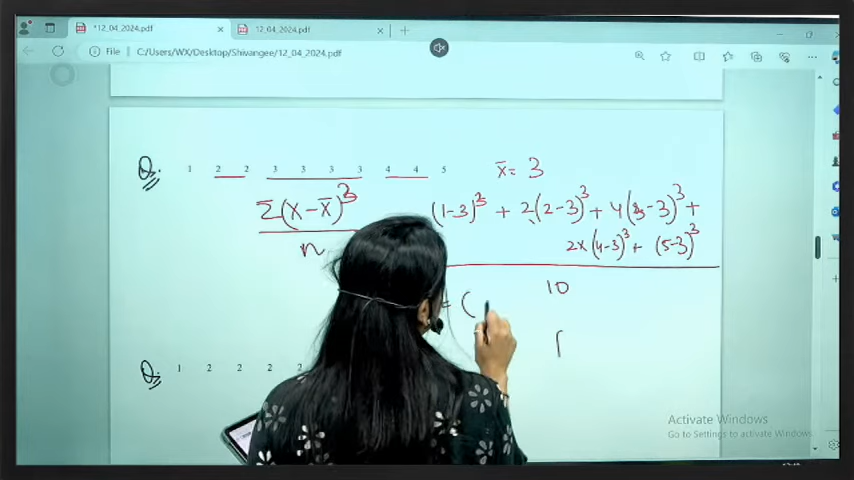 *12_04_2024.pdf
12_04_2024.pdf
File | C:/Users/WX/Desktop/Shivangee/12_04_2024.pdf
Q. 1 2 2 3 3 3 3 4 4 5 x̄ = 3
Σ(x-x̄)³ (1-3)³ + 2(2-3)³ + 4(3-3)³ +
2x(4-3)³ + (5-3)³
n 10
= (
Q. 1 2 2 2 2
Activate Windows
Go to Settings to activate Windows.